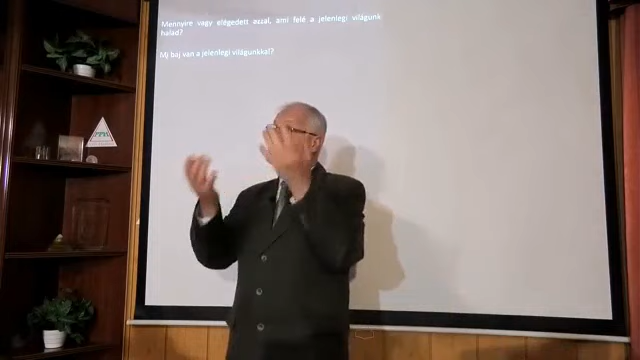 Mennyire vagy elégedett azzal, ami felé a jelenlegi világunk
halad?
Mi baj van a jelenlegi világunkkal?